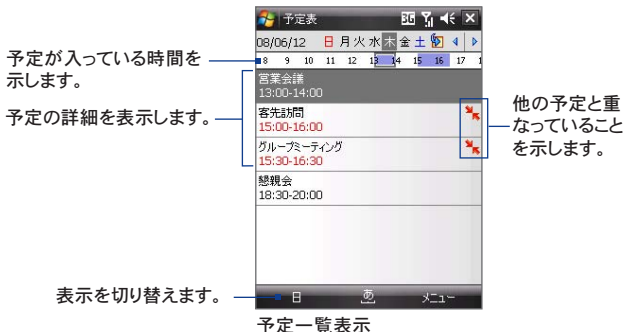 予定表
3G
08/06/12 日 月 火 水 木 金 土
8 9 10 11 12 13 14 15 16 17 1
営業会議
13:00-14:00
客先訪問
15:00-16:00
グループミーティング
15:30-16:30
懇親会
18:30-20:00
日 あ メニュー
予定が入っている時間を
示します。
予定の詳細を表示します。
表示を切り替えます。
他の予定と重
なっていること
を示します。
予定一覧表示